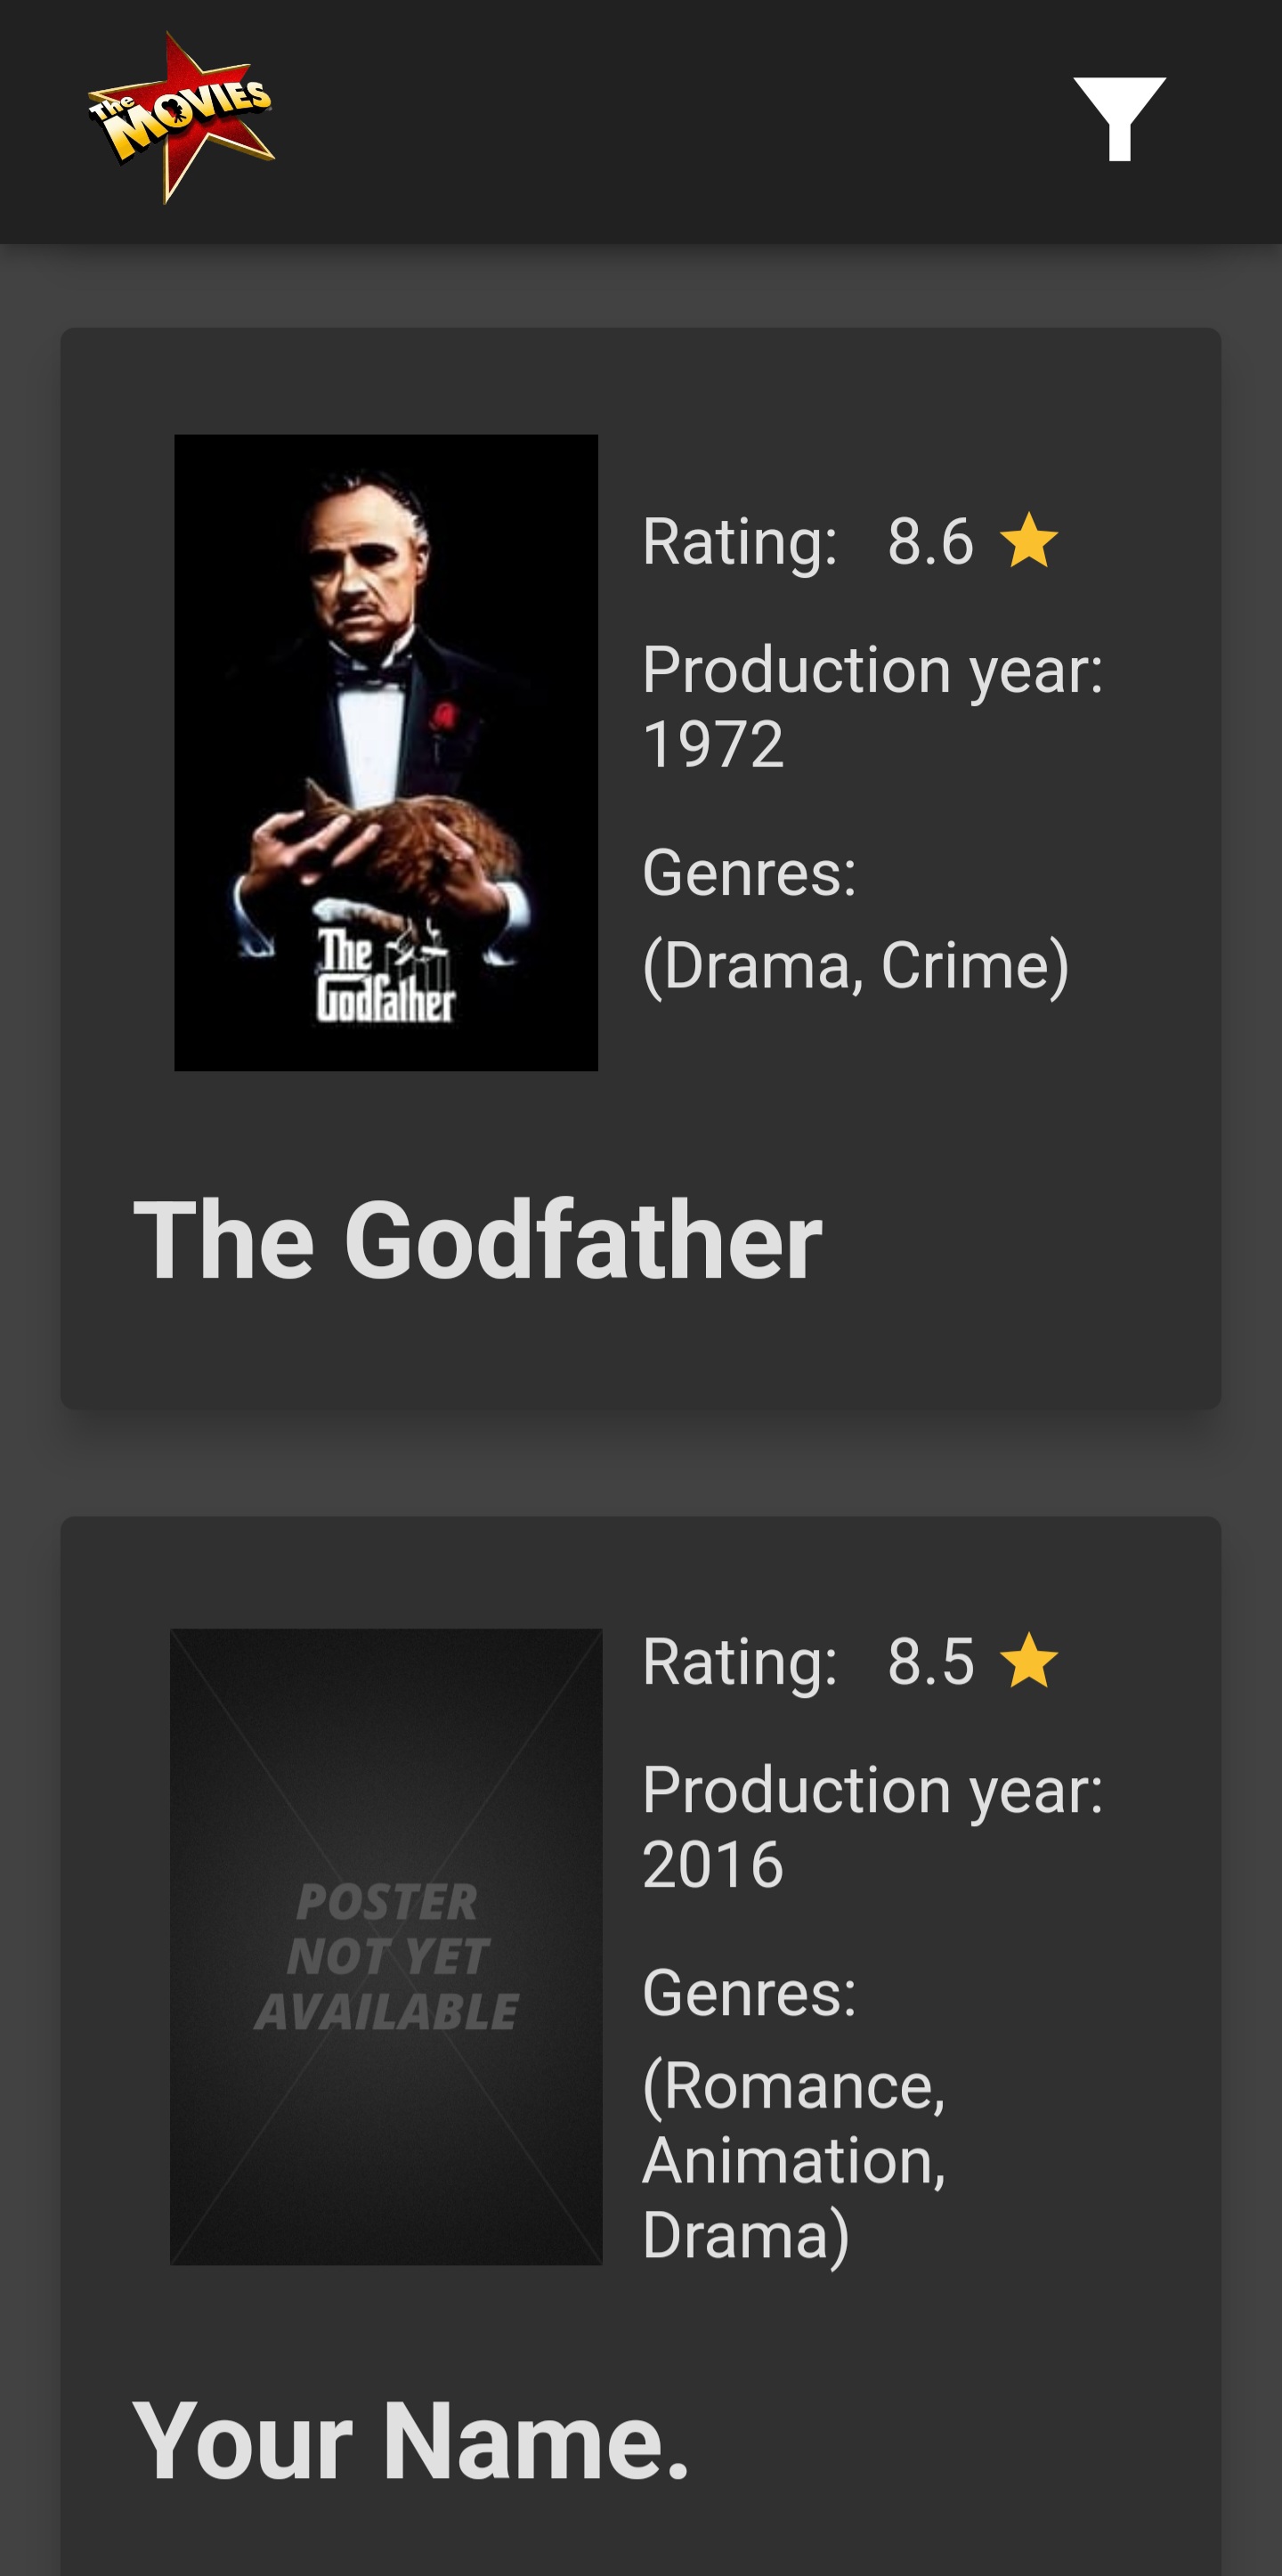 The
MOVIES
Rating: 8.6
Production year:
1972
Genres:
(Drama, Crime)
The
Godfather
The Godfather
Rating: 8.5
Production year:
2016
Genres:
(Romance,
Animation,
Drama)
POSTER
NOT YET
AVAILABLE
Your Name.